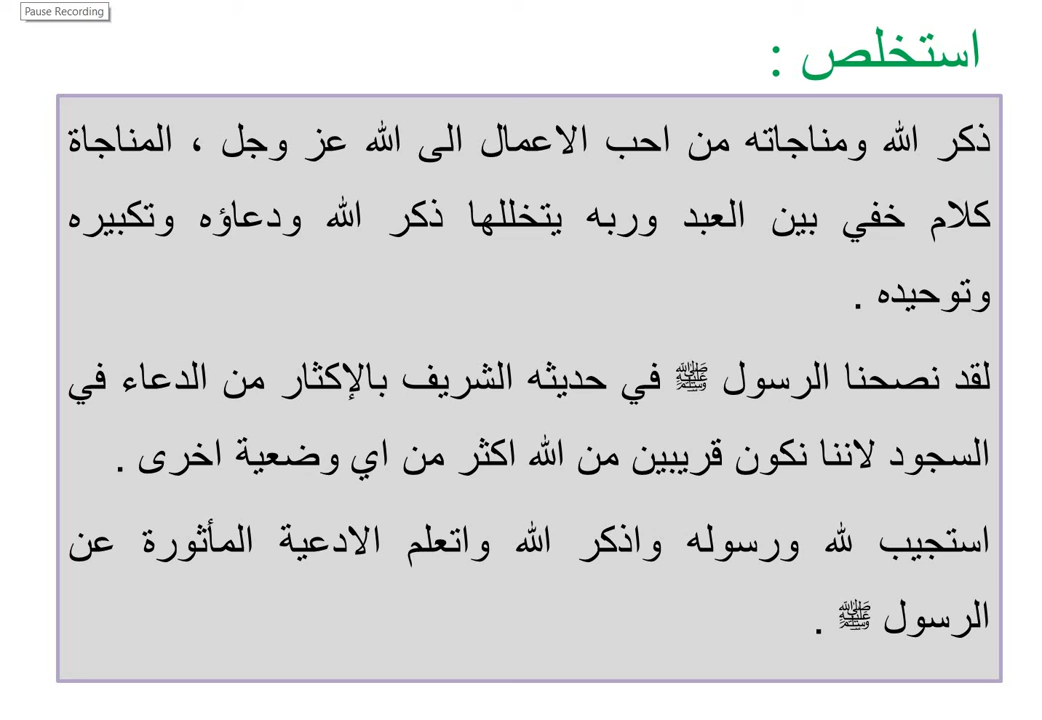 Pause Recording
استخلص :
ذكر الله ومناجاته من احب الاعمال الى الله عز وجل ، المناجاة
كلام خفي بين العبد وربه يتخللها ذكر الله ودعاؤه وتكبيره
وتوحيده .
لقد نصحنا الرسول ﷺ في حديثه الشريف بالإكثار من الدعاء في
السجود لاننا نكون قريبين من الله اكثر من اي وضعية اخرى .
استجيب لله ورسوله واذكر الله واتعلم الادعية المأثورة عن
الرسول ﷺ .